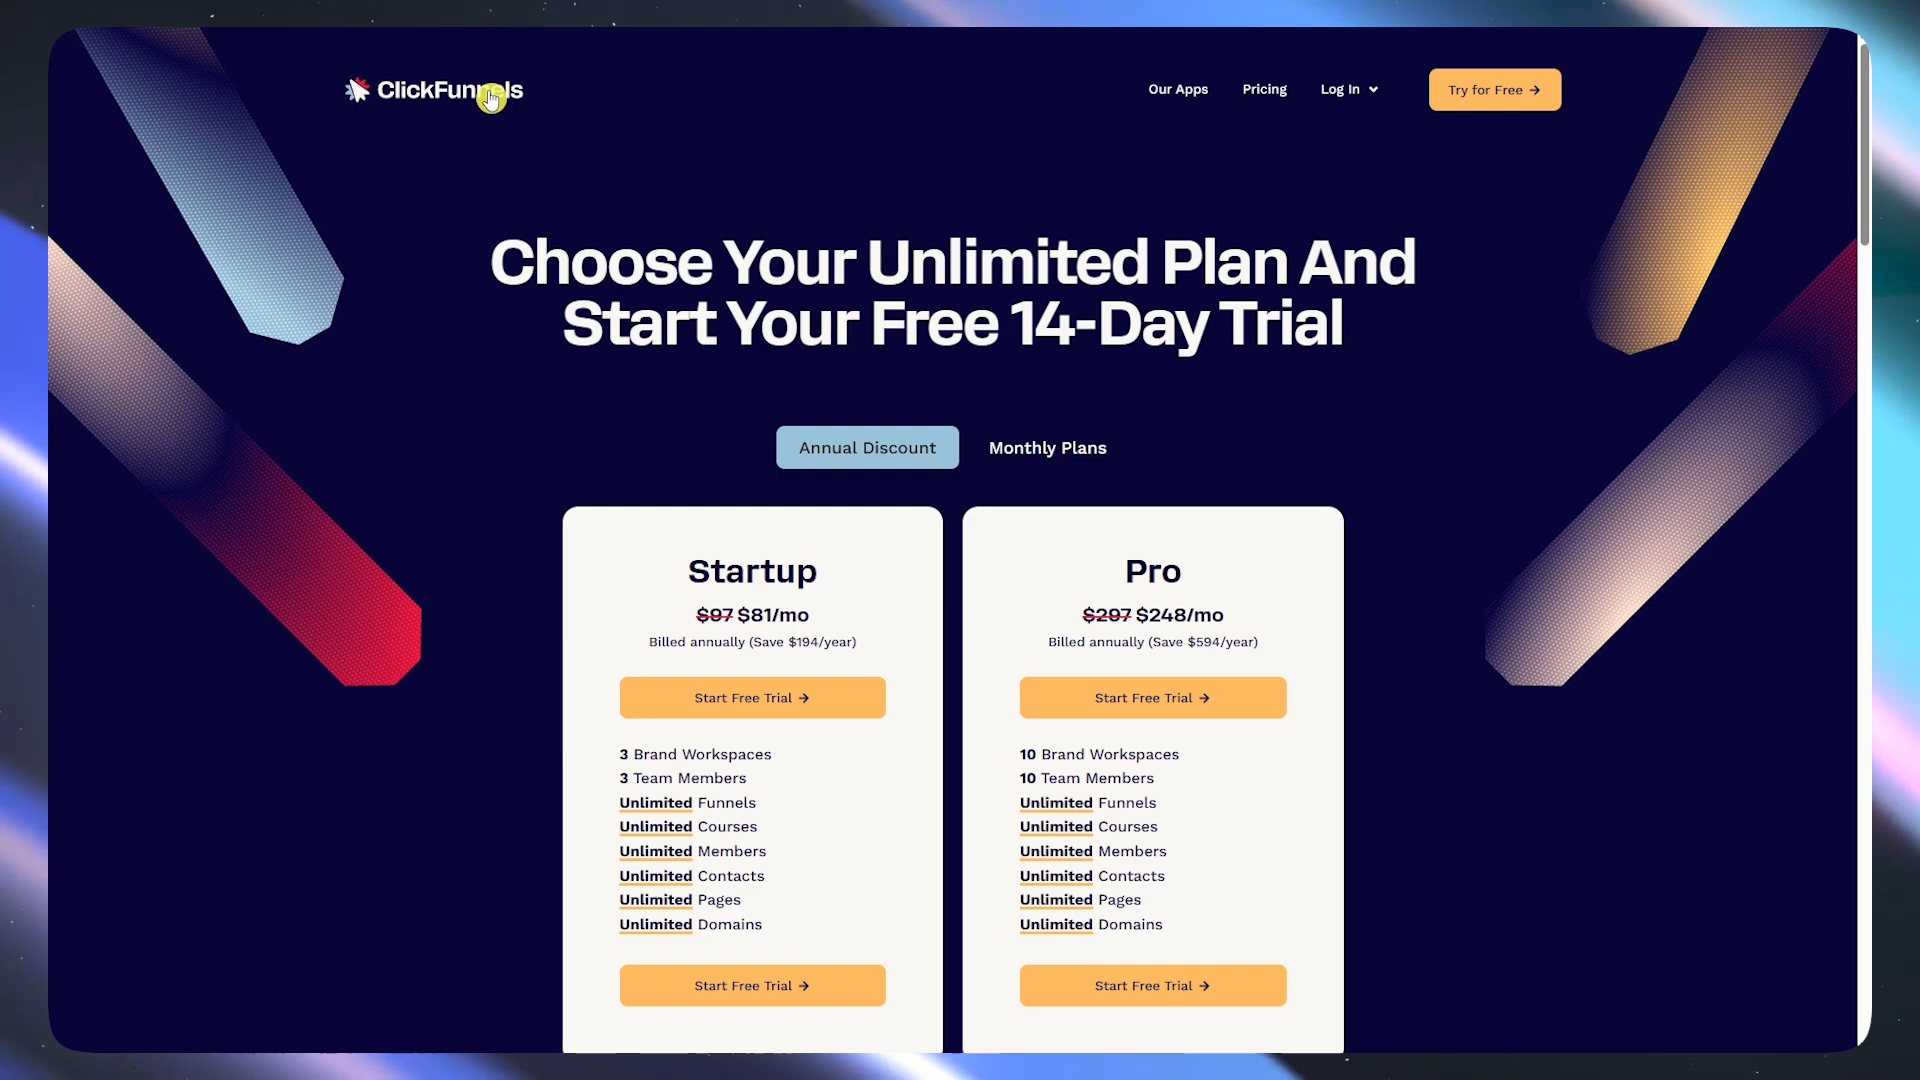 ClickFunnels
Our Apps
Pricing
Log In
Try for Free →
Choose Your Unlimited Plan And
Start Your Free 14-Day Trial
Annual Discount
Monthly Plans
Startup
$97 $81/mo
Billed annually (Save $194/year)
Start Free Trial →
3 Brand Workspaces
3 Team Members
Unlimited Funnels
Unlimited Courses
Unlimited Members
Unlimited Contacts
Unlimited Pages
Unlimited Domains
Start Free Trial →
Pro
$297 $248/mo
Billed annually (Save $594/year)
Start Free Trial →
10 Brand Workspaces
10 Team Members
Unlimited Funnels
Unlimited Courses
Unlimited Members
Unlimited Contacts
Unlimited Pages
Unlimited Domains
Start Free Trial →